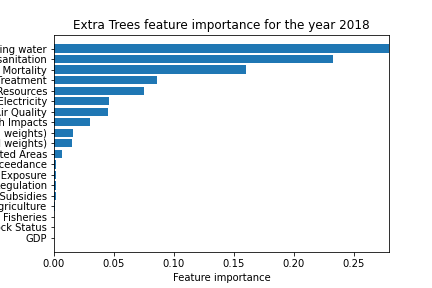 Extra Trees feature importance for the year 2018
ing water
sanitation
Mortality
Treatment
Resources
Electricity
ir Quality
h Impacts
weights)
weights)
ted Areas
ceedance
Exposure
egulation
Subsidies
griculture
Fisheries
ck Status
GDP
0.00 0.05 0.10 0.15 0.20 0.25
Feature importance